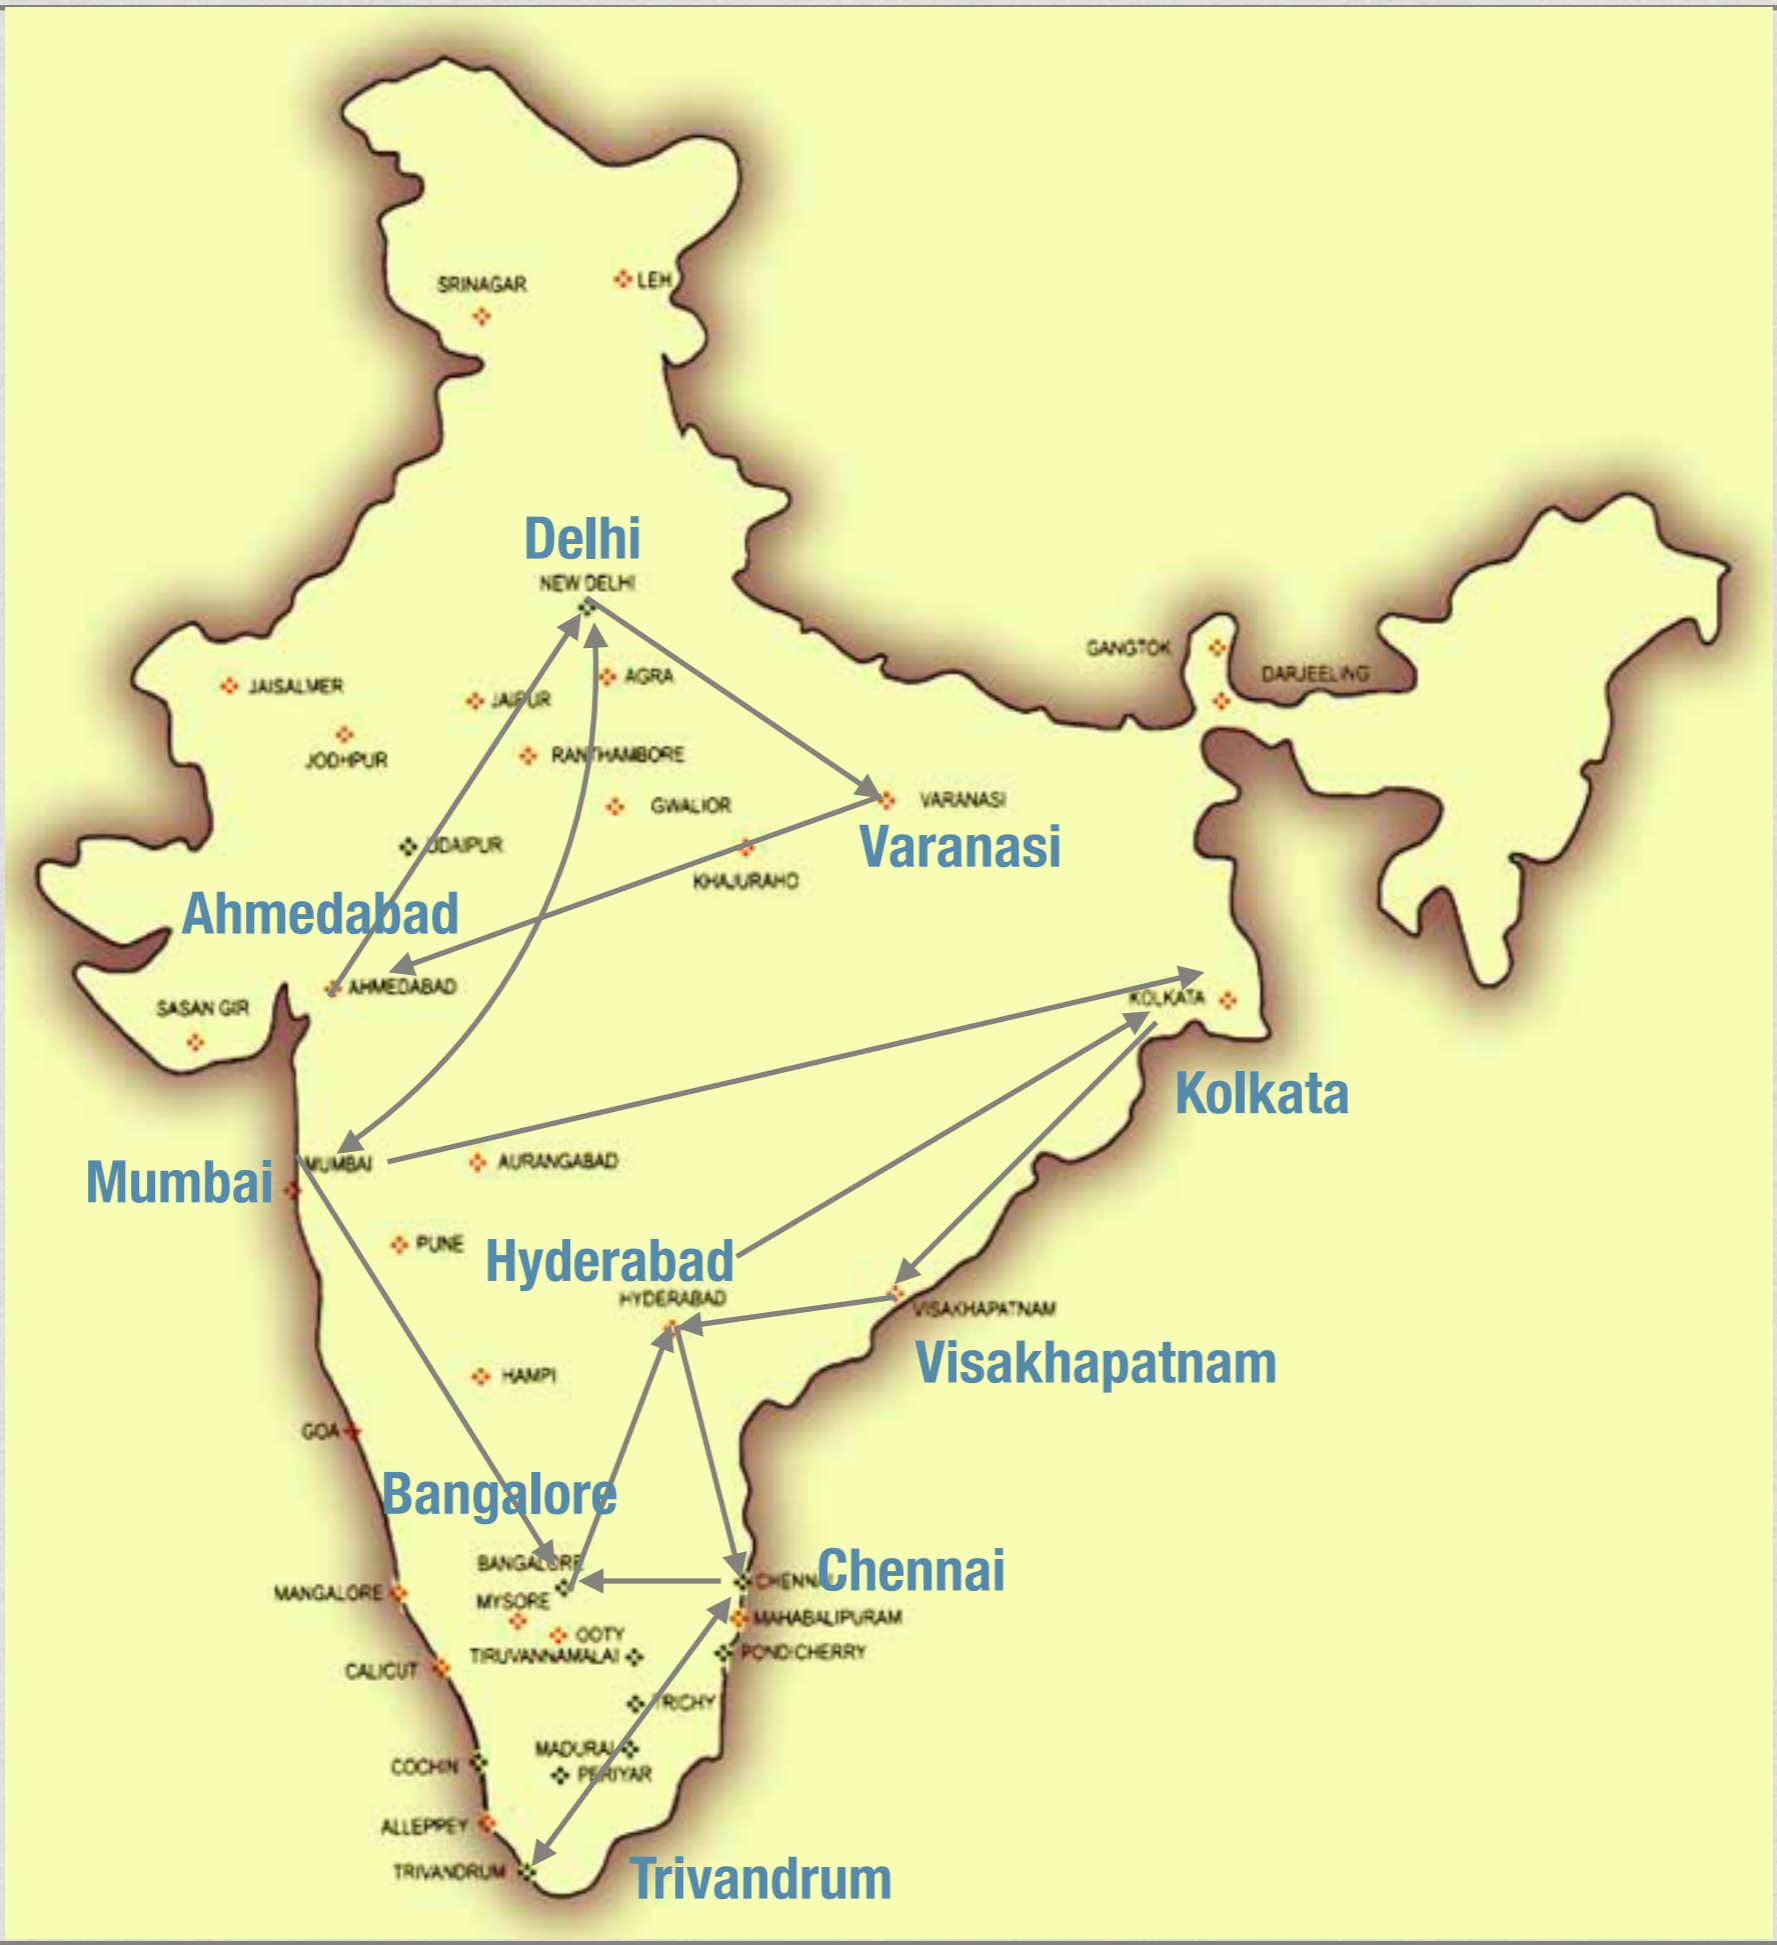 SRINAGAR
LEH
Delhi
NEW DELHI
GANGTOK
DARJEELING
AGRA
JAISALMER
JAIPUR
JODHPUR
RANTHAMBORE
GWALIOR
VARANASI
Varanasi
UDAIPUR
KHAJURAHO
Ahmedabad
AHMEDABAD
SASAN GIR
KOLKATA
Kolkata
MUMBAI
Mumbai
AURANGABAD
PUNE
Hyderabad
HYDERABAD
VISAKHAPATNAM
Visakhapatnam
HAMPI
GOA
Bangalore
BANGALORE
CHENNAI
Chennai
MANGALORE
MYSORE
MAHABALIPURAM
OOTY
TIRUVANNAMALAI
PONDICHERRY
CALICUT
TRICHY
MADURAI
COCHIN
PERIYAR
ALLEPPEY
TRIVANDRUM
Trivandrum